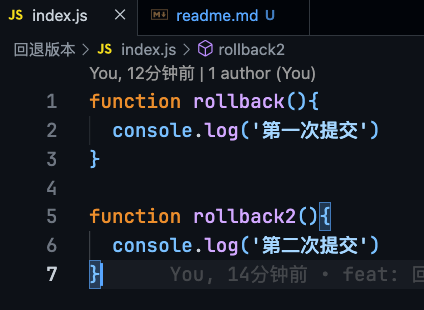 JS index.js × readme.md U
回退版本 > JS index.js > rollback2
You, 12分钟前 | 1 author (You)
1 function rollback(){
2 console.log('第一次提交')
3 }
4
5 function rollback2(){
6 console.log('第二次提交')
7 } You, 14分钟前 • feat: 回